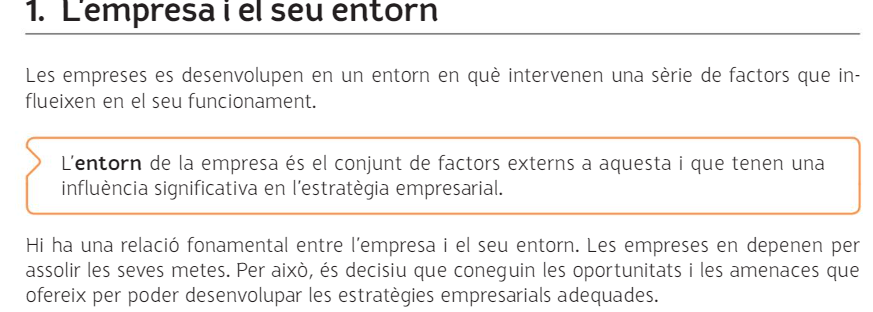 1. L'empresa i el seu entorn
Les empreses es desenvolupen en un entorn en què intervenen una sèrie de factors que in-
flueixen en el seu funcionament.
L'entorn de la empresa és el conjunt de factors externs a aquesta i que tenen una
influència significativa en l'estratègia empresarial.
Hi ha una relació fonamental entre l'empresa i el seu entorn. Les empreses en depenen per
assolir les seves metes. Per això, és decisiu que coneguin les oportunitats i les amenaces que
ofereix per poder desenvolupar les estratègies empresarials adequades.